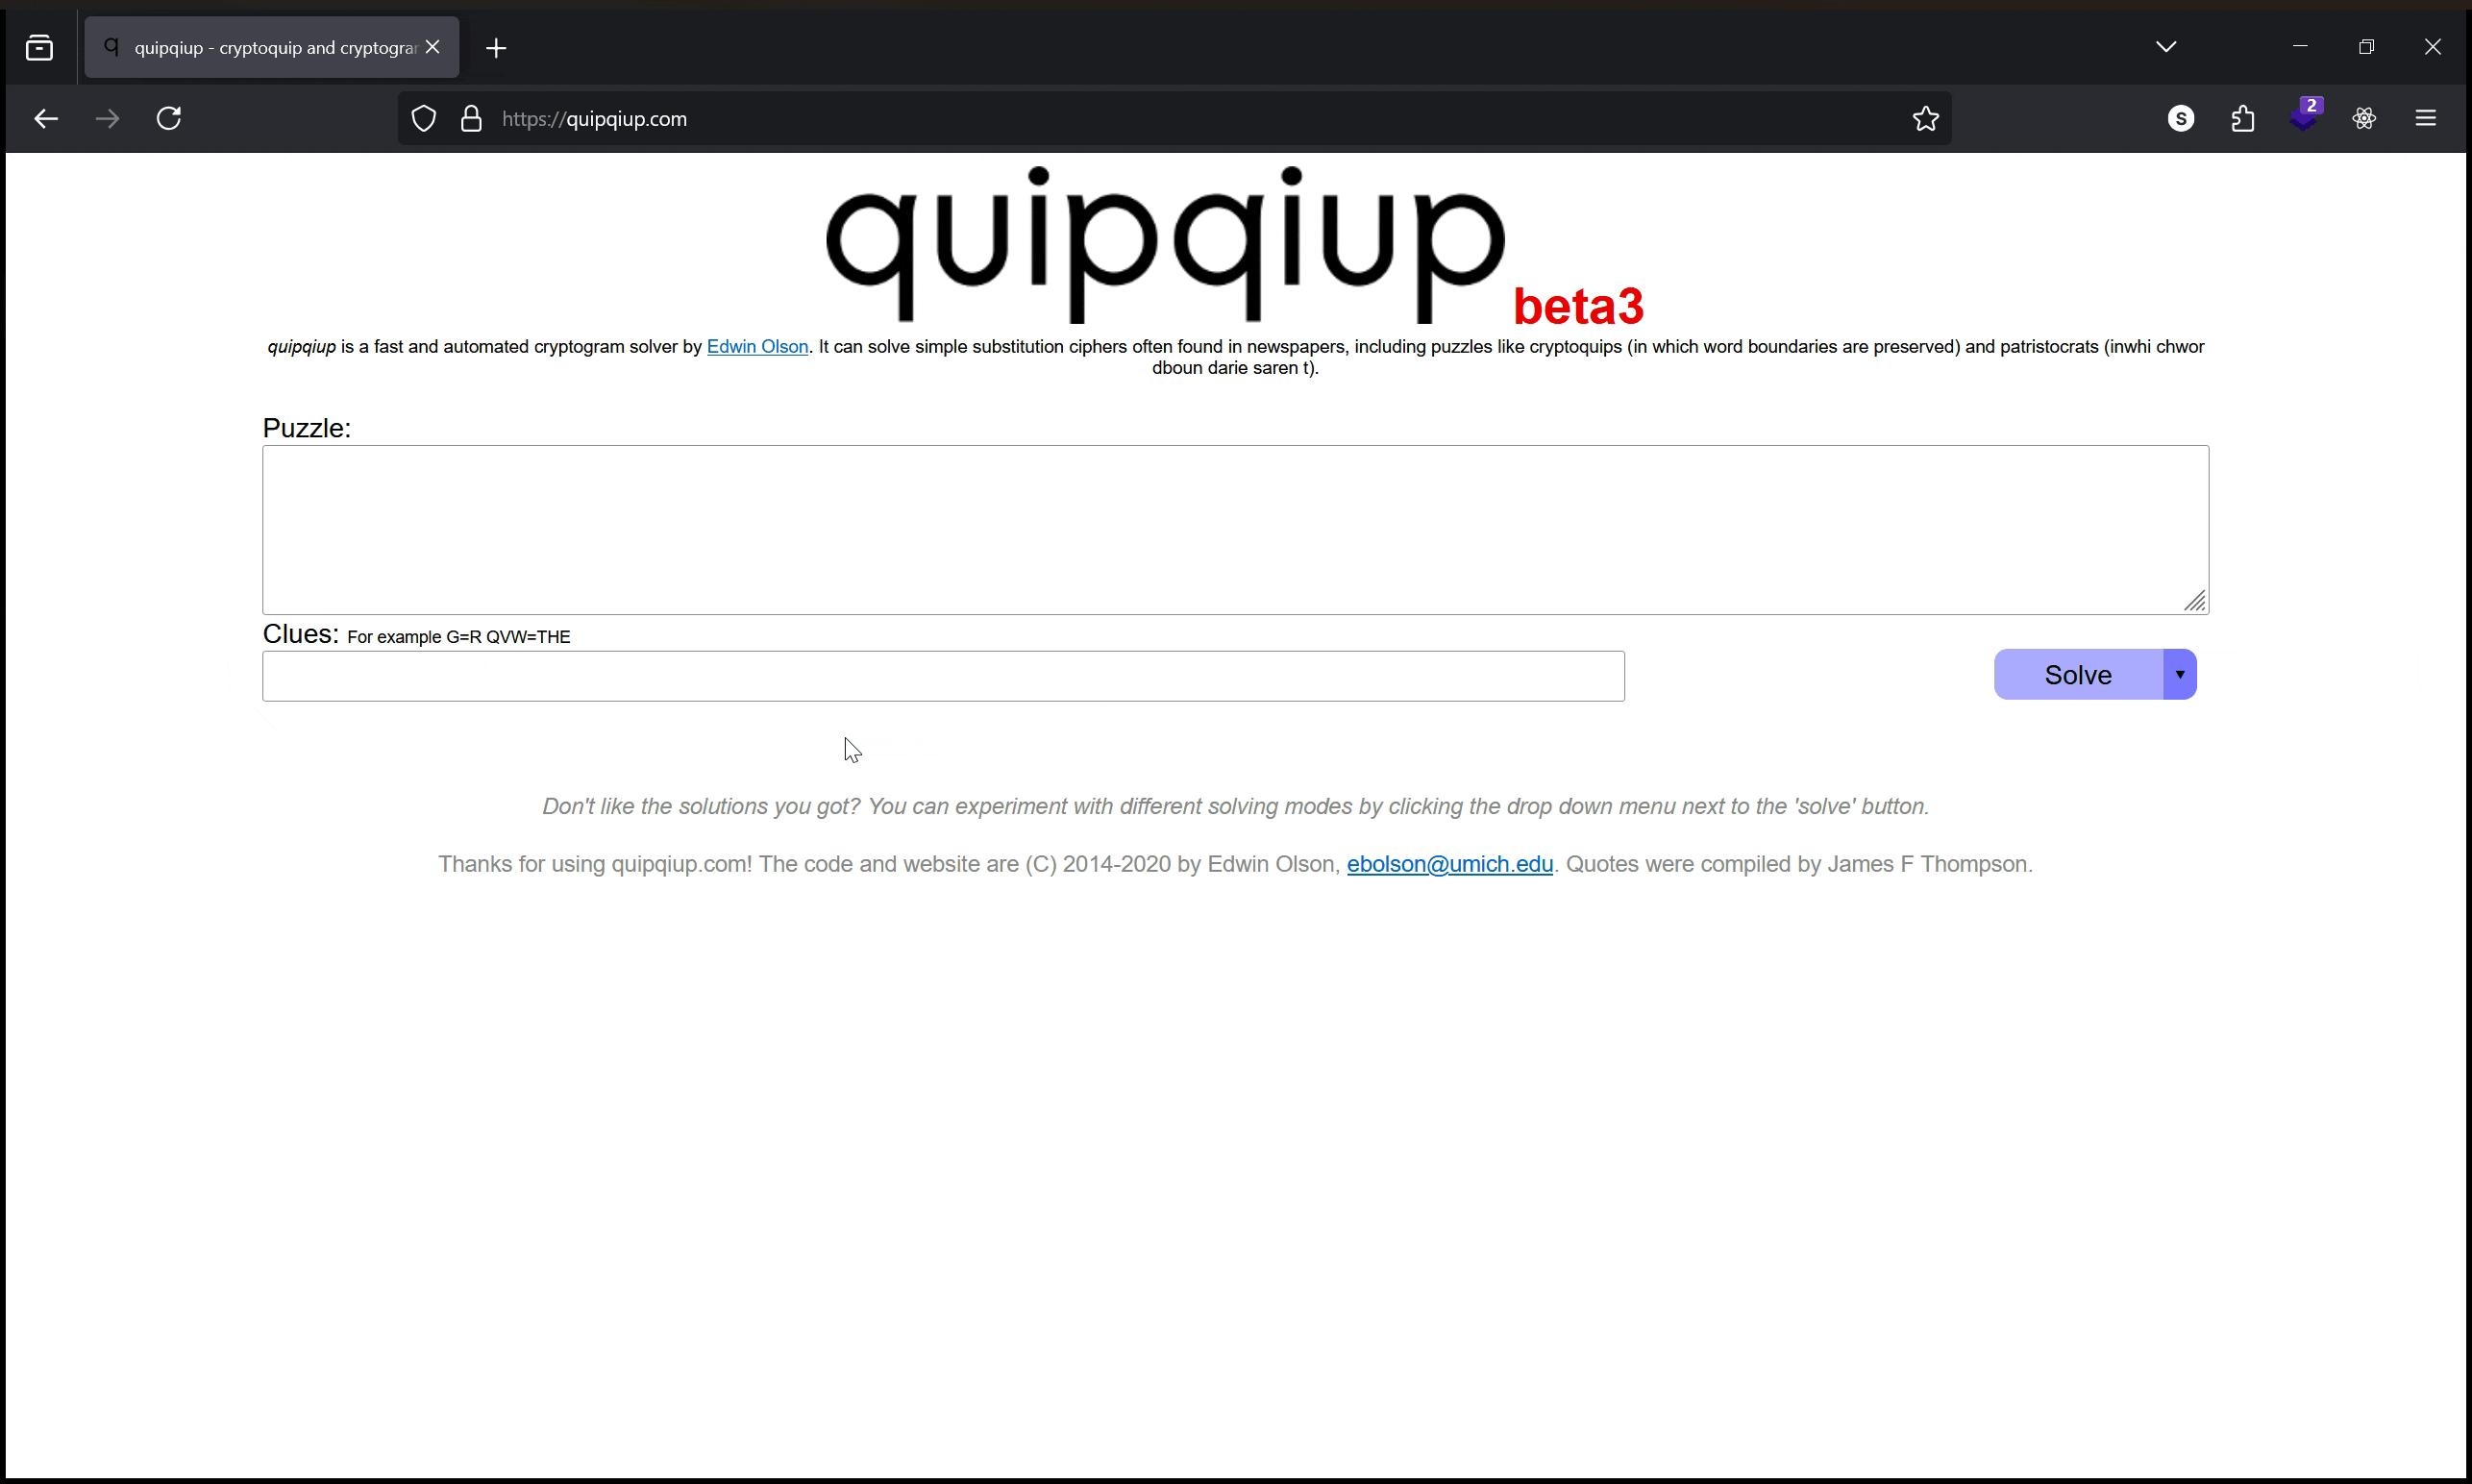 quipqiup - cryptoquip and cryptogra
https://quipqiup.com
S
2
quipqiup
beta3
quipqiup is a fast and automated cryptogram solver by Edwin Olson. It can solve simple substitution ciphers often found in newspapers, including puzzles like cryptoquips (in which word boundaries are preserved) and patristocrats (inwhi chwor
dboun darie saren t).
Puzzle:
Clues: For example G=R QVW=THE
Solve
Don't like the solutions you got? You can experiment with different solving modes by clicking the drop down menu next to the 'solve' button.
Thanks for using quipqiup.com! The code and website are (C) 2014-2020 by Edwin Olson, ebolson@umich.edu. Quotes were compiled by James F Thompson.